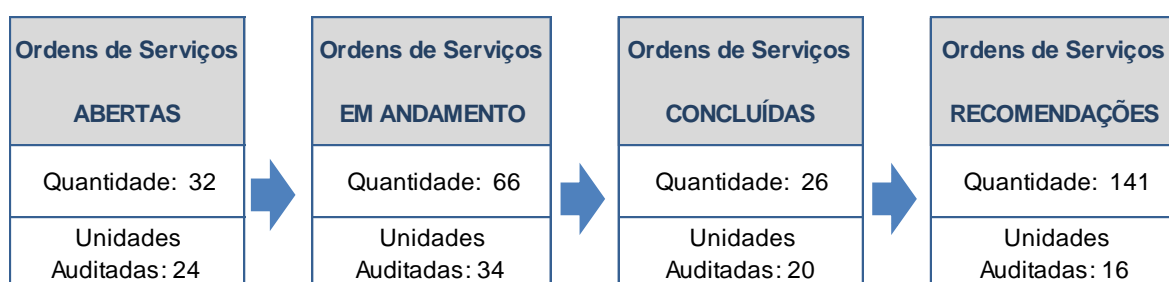 Ordens de Serviços
ABERTAS
Quantidade: 32
Unidades
Auditadas: 24
Ordens de Serviços
EM ANDAMENTO
Quantidade: 66
Unidades
Auditadas: 34
Ordens de Serviços
CONCLUÍDAS
Quantidade: 26
Unidades
Auditadas: 20
Ordens de Serviços
RECOMENDAÇÕES
Quantidade: 141
Unidades
Auditadas: 16